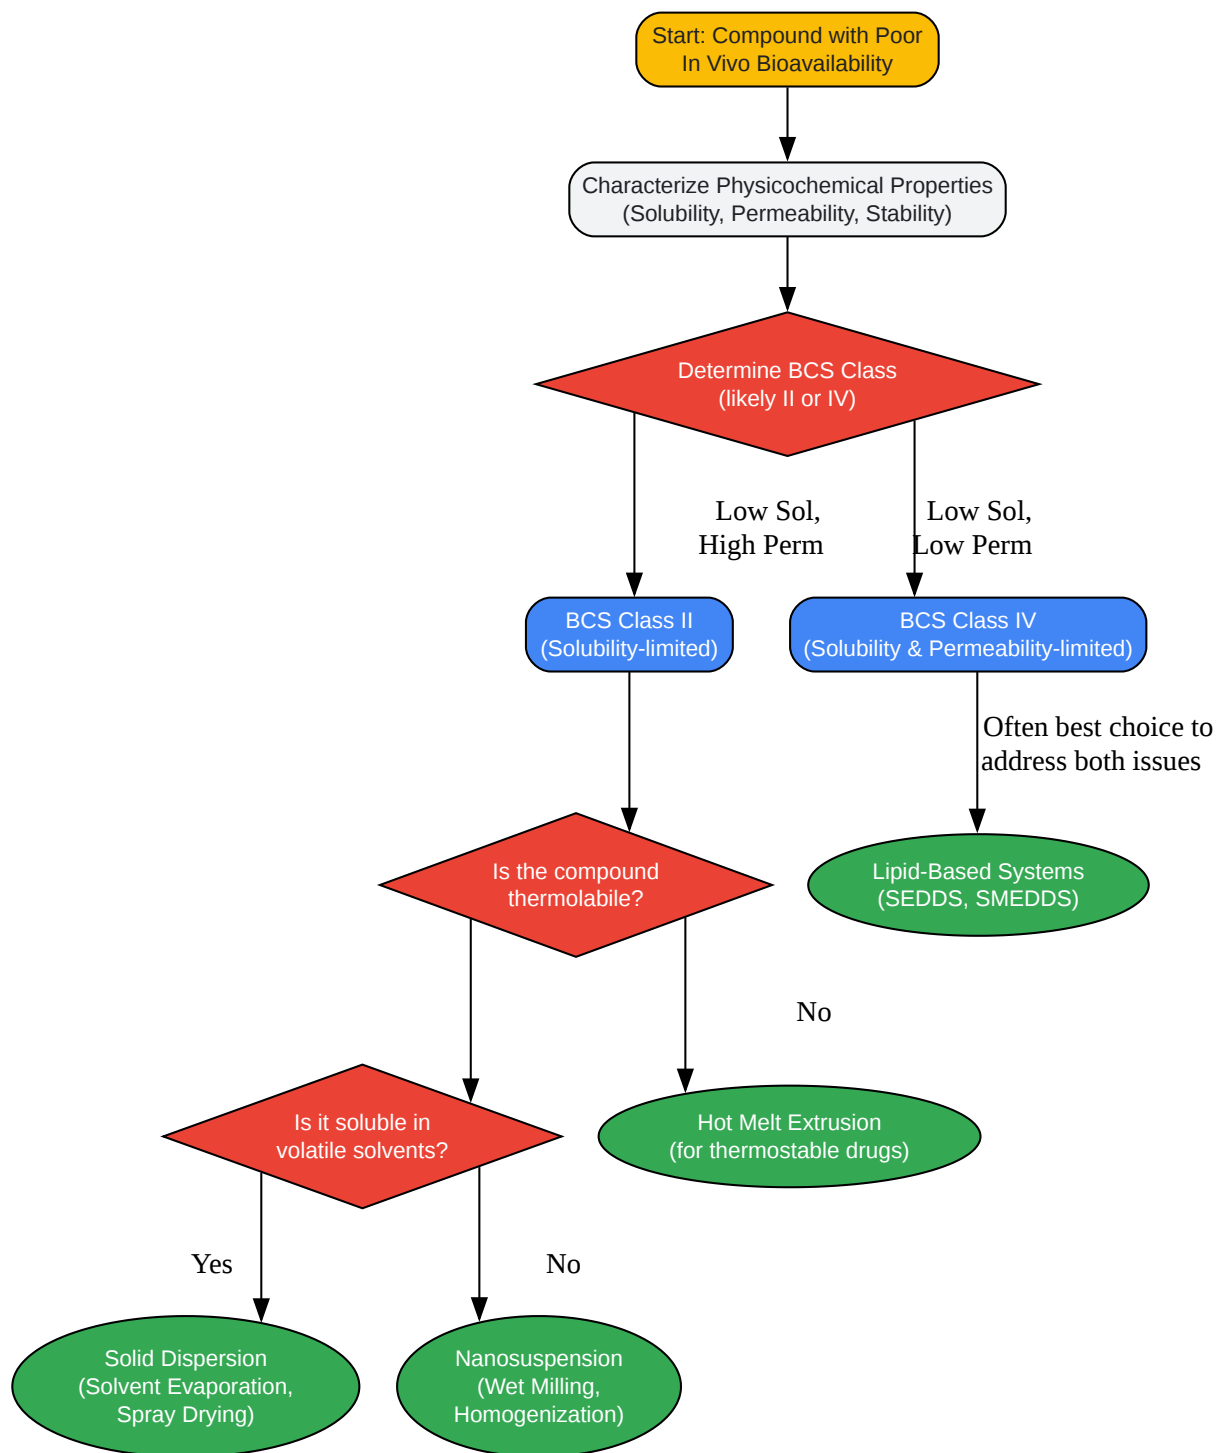 Start: Compound with Poor
In Vivo Bioavailability
Characterize Physicochemical Properties
(Solubility, Permeability, Stability)
Determine BCS Class
(likely II or IV)
Low Sol,
High Perm
Low Sol,
Low Perm
BCS Class II
(Solubility-limited)
BCS Class IV
(Solubility & Permeability-limited)
Often best choice to
address both issues
Is the compound
thermolabile?
Lipid-Based Systems
(SEDDS, SMEDDS)
No
Is it soluble in
volatile solvents?
Hot Melt Extrusion
(for thermostable drugs)
Yes
No
Solid Dispersion
(Solvent Evaporation,
Spray Drying)
Nanosuspension
(Wet Milling,
Homogenization)